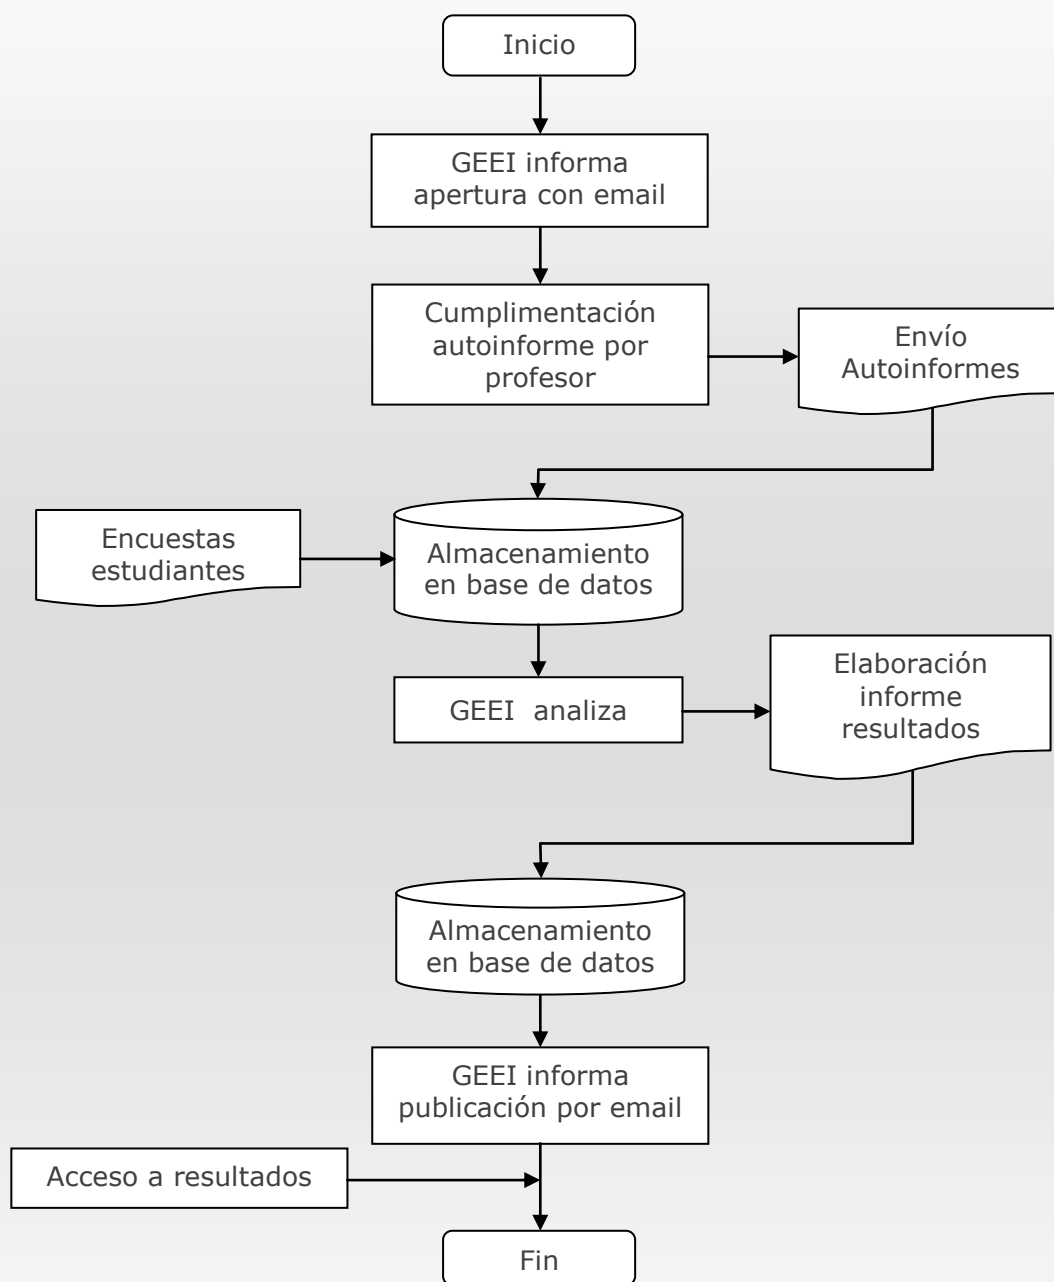 Inicio
GEEI informa
apertura con email
Cumplimentación
autoinforme por
profesor
Envío
Autoinformes
Encuestas
estudiantes
Almacenamiento
en base de datos
GEEI  analiza
Elaboración
informe
resultados
Almacenamiento
en base de datos
GEEI informa
publicación por email
Acceso a resultados
Fin